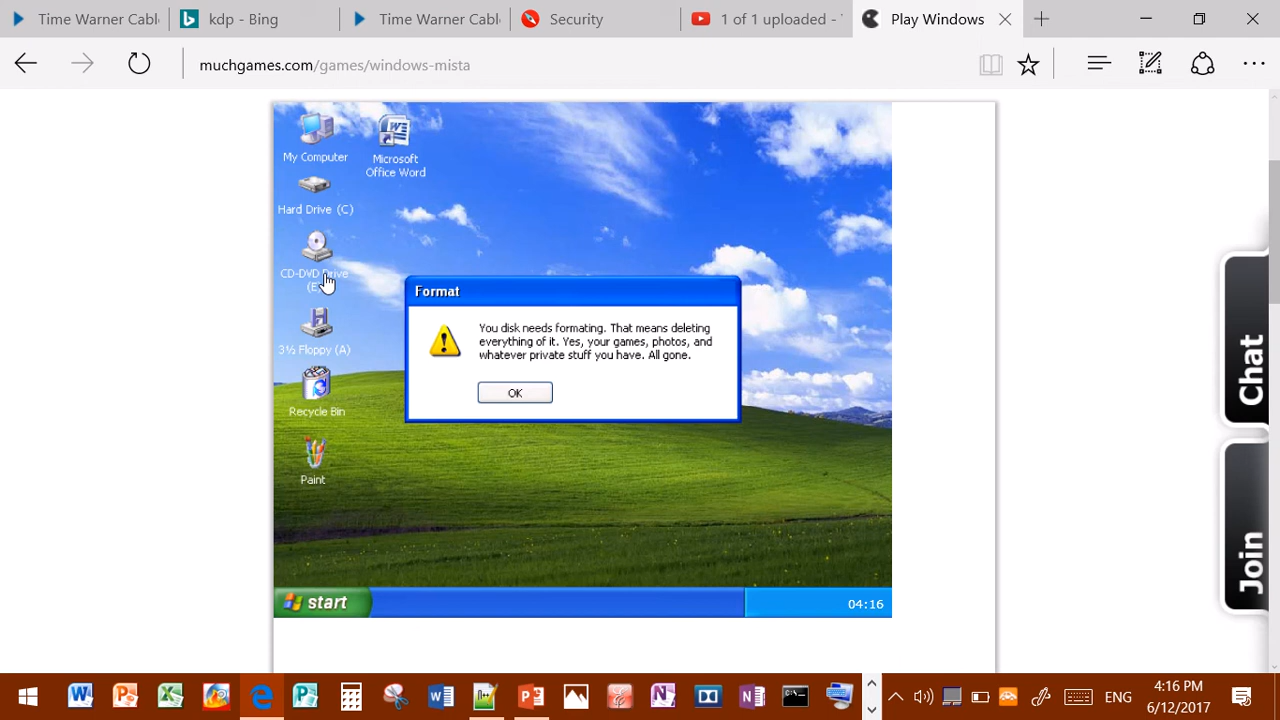 Time Warner Cabl
kdp - Bing
Time Warner Cabl
Security
1 of 1 uploaded -
Play Windows
muchgames.com/games/windows-mista
My Computer
Microsoft
Office Word
Hard Drive (C)
CD-DVD Drive
(E
3½ Floppy (A)
Recycle Bin
Paint
Format
You disk needs formating. That means deleting
everything of it. Yes, your games, photos, and
whatever private stuff you have. All gone.
OK
start
04:16
Chat
Join
ENG
4:16 PM
6/12/2017